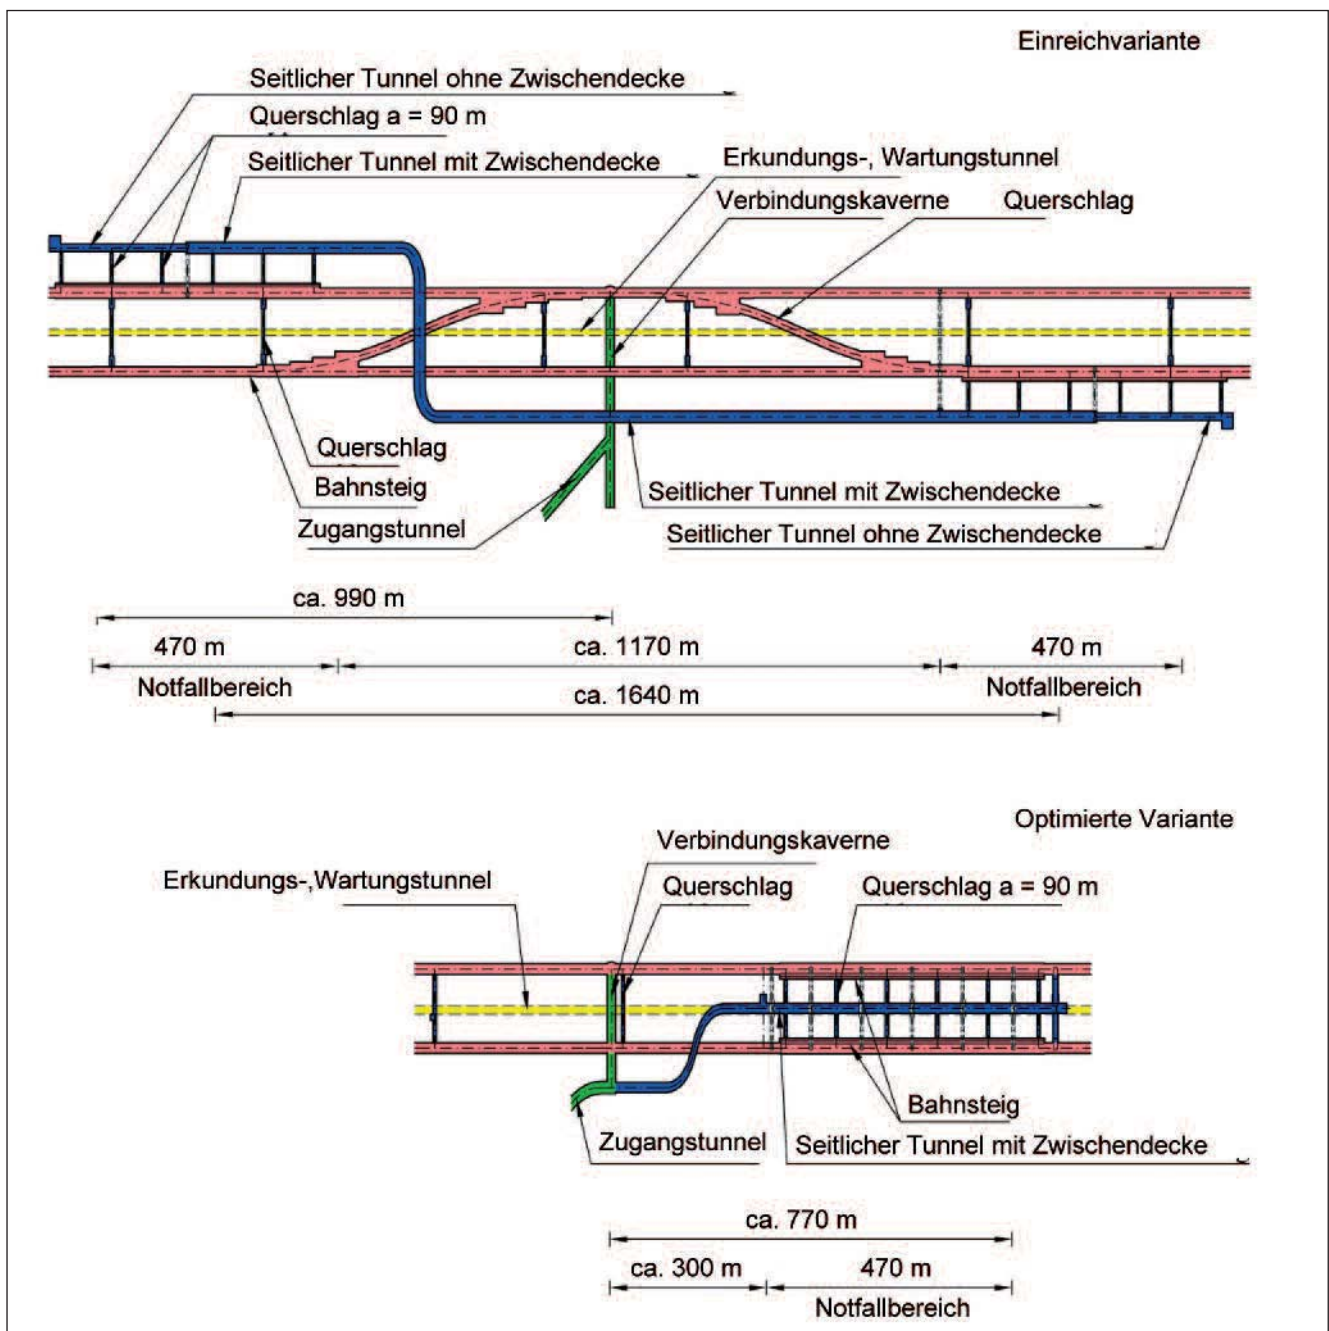 Einreichvariante
Seitlicher Tunnel ohne Zwischendecke
Querschlag a = 90 m
Seitlicher Tunnel mit Zwischendecke
Erkundungs-, Wartungstunnel
Verbindungskaverne
Querschlag
Querschlag
Bahnsteig
Zugangstunnel
Seitlicher Tunnel mit Zwischendecke
Seitlicher Tunnel ohne Zwischendecke
ca. 990 m
470 m
ca. 1170 m
470 m
Notfallbereich
Notfallbereich
ca. 1640 m
Optimierte Variante
Verbindungskaverne
Erkundungs-,Wartungstunnel
Querschlag
Querschlag a = 90 m
Bahnsteig
Zugangstunnel
Seitlicher Tunnel mit Zwischendecke
ca. 770 m
ca. 300 m
470 m
Notfallbereich